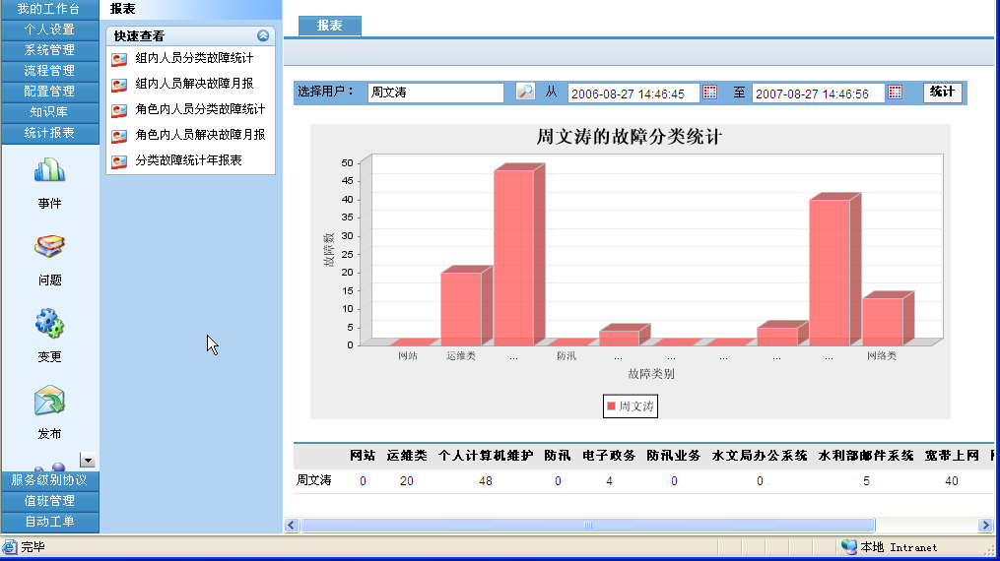 我的工作台
个人设置
系统管理
流程管理
配置管理
知识库
统计报表
事件
问题
变更
发布
服务级别协议
值班管理
自动工单
报表
快速查看
组内人员分类故障统计
组内人员解决故障月报
角色内人员分类故障统计
角色内人员解决故障月报
分类故障统计年报表
报表
选择用户： 周文涛 从 2006-08-27 14:46:45 至 2007-08-27 14:46:56 统计
周文涛的故障分类统计
50
45
40
35
30
25
20
15
10
5
0
故障数
网站 运维类 ... 防汛 ... ... ... ... ... 网络类
故障类别
周文涛
网站 运维类 个人计算机维护 防汛 电子政务 防汛业务 水文局办公系统 水利部邮件系统 宽带上网
周文涛 0 20 48 0 4 0 0 5 40
完毕 本地 Intranet